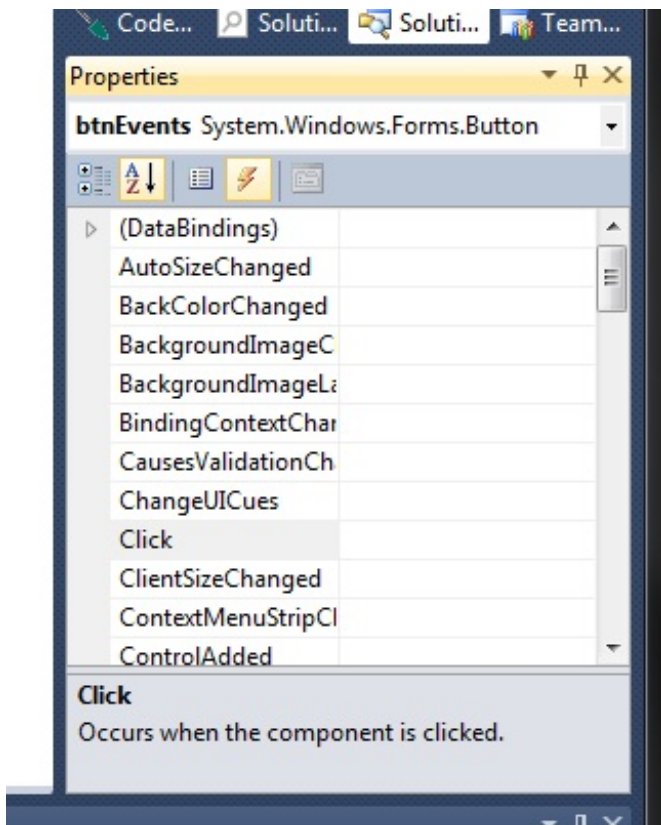 Code... Soluti... Soluti... Team...
Properties
btnEvents System.Windows.Forms.Button
(DataBindings)
AutoSizeChanged
BackColorChanged
BackgroundImageC
BackgroundImageLa
BindingContextChar
CausesValidationCh
ChangeUICues
Click
ClientSizeChanged
ContextMenuStripCl
ControlAdded
Click
Occurs when the component is clicked.